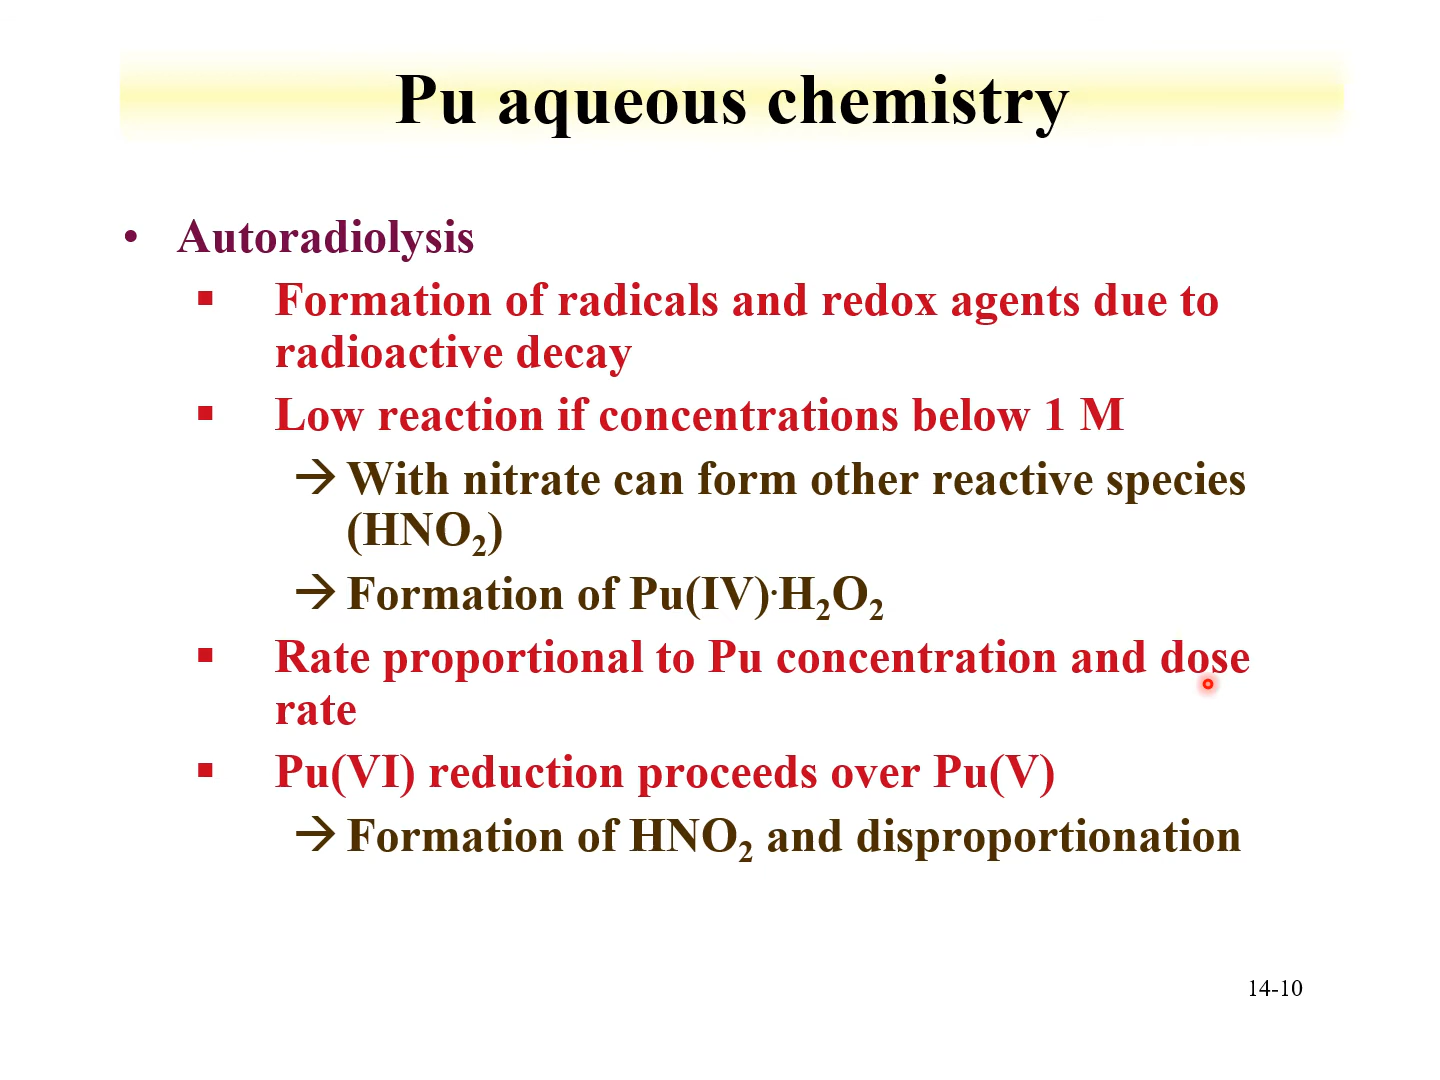 Pu aqueous chemistry
• Autoradiolysis
▪ Formation of radicals and redox agents due to
radioactive decay
▪ Low reaction if concentrations below 1 M
→ With nitrate can form other reactive species
(HNO₂)
→ Formation of Pu(IV)·H₂O₂
▪ Rate proportional to Pu concentration and dose
rate
▪ Pu(VI) reduction proceeds over Pu(V)
→ Formation of HNO₂ and disproportionation
14-10